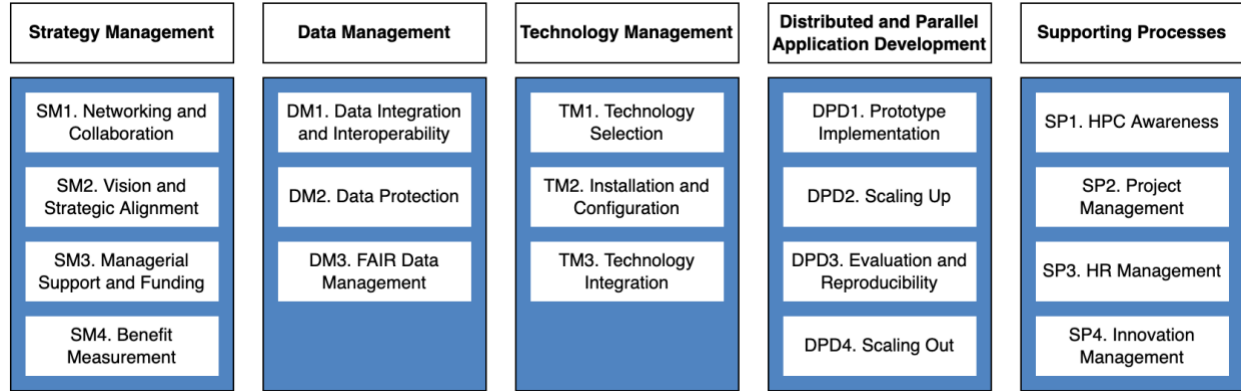 Strategy Management
SM1. Networking and
Collaboration
SM2. Vision and
Strategic Alignment
SM3. Managerial
Support and Funding
SM4. Benefit
Measurement
Data Management
DM1. Data Integration
and Interoperability
DM2. Data Protection
DM3. FAIR Data
Management
Technology Management
TM1. Technology
Selection
TM2. Installation and
Configuration
TM3. Technology
Integration
Distributed and Parallel
Application Development
DPD1. Prototype
Implementation
DPD2. Scaling Up
DPD3. Evaluation and
Reproducibility
DPD4. Scaling Out
Supporting Processes
SP1. HPC Awareness
SP2. Project
Management
SP3. HR Management
SP4. Innovation
Management